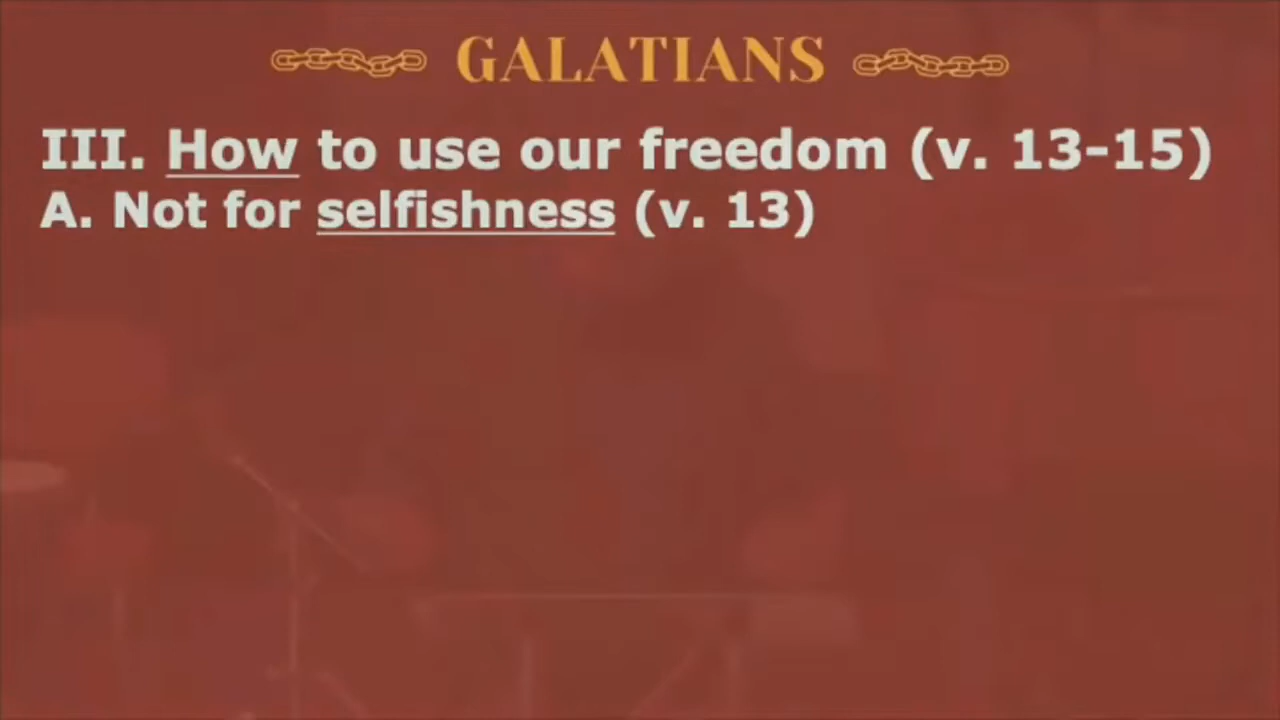 GALATIANS
III. How to use our freedom (v. 13-15)
A. Not for selfishness (v. 13)